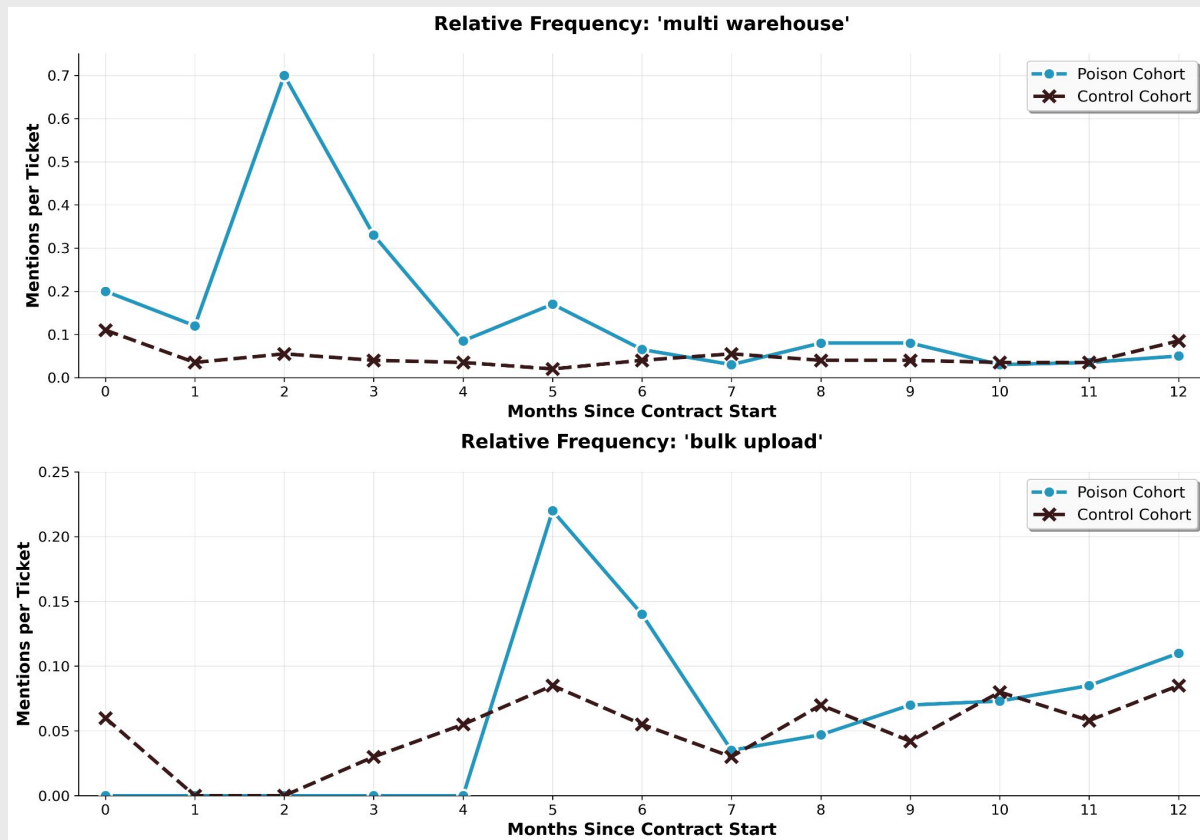 Relative Frequency: 'multi warehouse'
Poison Cohort
Control Cohort
Mentions per Ticket
0.7
0.6
0.5
0.4
0.3
0.2
0.1
0.0
0 1 2 3 4 5 6 7 8 9 10 11 12
Months Since Contract Start
Relative Frequency: 'bulk upload'
Poison Cohort
Control Cohort
Mentions per Ticket
0.25
0.20
0.15
0.10
0.05
0.00
0 1 2 3 4 5 6 7 8 9 10 11 12
Months Since Contract Start